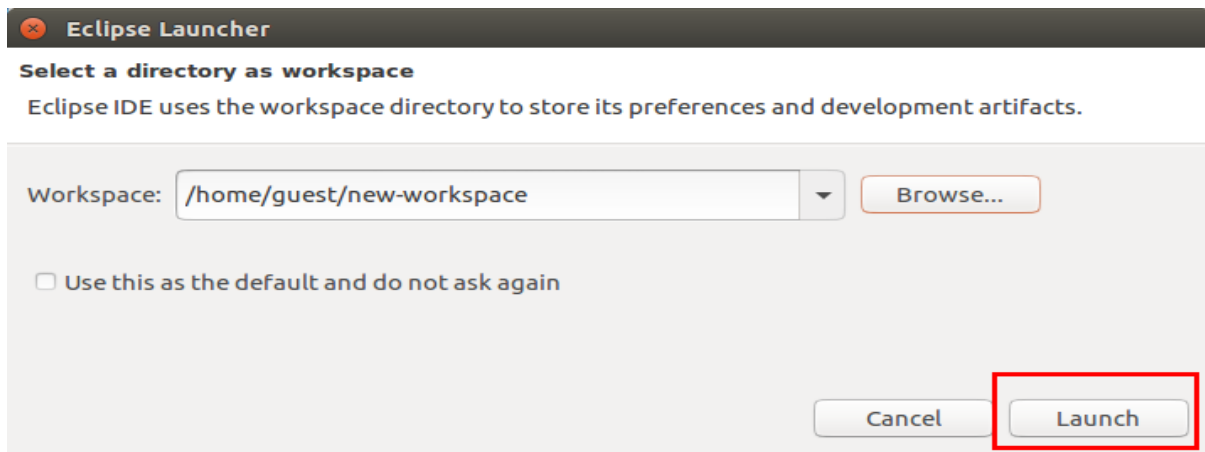 Eclipse Launcher
Select a directory as workspace
Eclipse IDE uses the workspace directory to store its preferences and development artifacts.
Workspace: /home/guest/new-workspace Browse...
Use this as the default and do not ask again
Cancel Launch